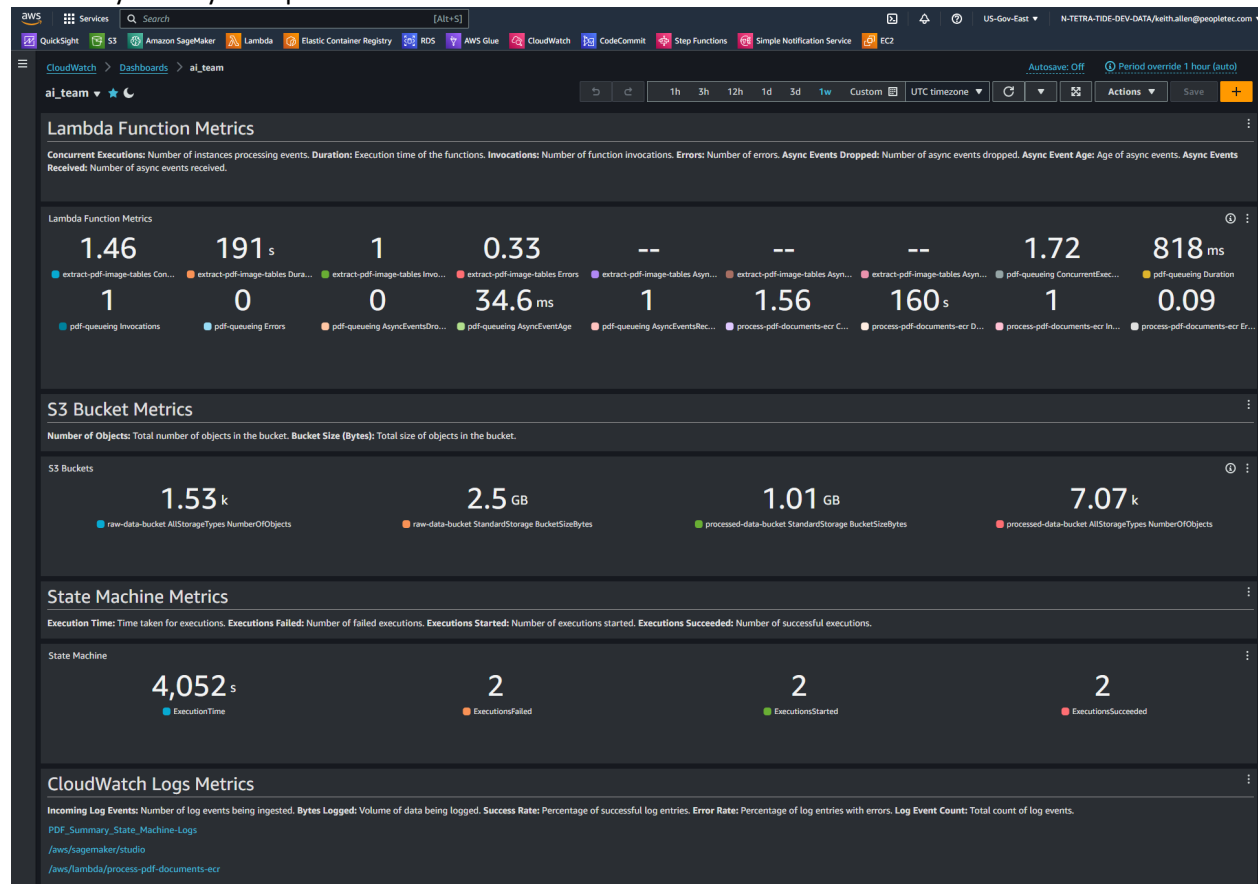 aws Services Search [Alt+S] US-Gov-East N-TETRA-TIDE-DEV-DATA/keith.allen@peopletec.com
QuickSight S3 Amazon SageMaker Lambda Elastic Container Registry RDS AWS Glue CloudWatch CodeCommit Step Functions Simple Notification Service EC2
CloudWatch > Dashboards > ai_team Autosave: Off Period override 1 hour (auto)
ai_team 1h 3h 12h 1d 3d 1w Custom UTC timezone Actions Save +
Lambda Function Metrics
Concurrent Executions: Number of instances processing events. Duration: Execution time of the functions. Invocations: Number of function invocations. Errors: Number of errors. Async Events Dropped: Number of async events dropped. Async Event Age: Age of async events. Async Events
Received: Number of async events received.
Lambda Function Metrics
1.46 191 s 1 0.33 -- -- -- 1.72 818 ms
extract-pdf-image-tables Con... extract-pdf-image-tables Dura... extract-pdf-image-tables Invo... extract-pdf-image-tables Errors extract-pdf-image-tables Asyn... extract-pdf-image-tables Asyn... extract-pdf-image-tables Asyn... pdf-queueing ConcurrentExec... pdf-queueing Duration
1 0 0 34.6 ms 1 1.56 160 s 1 0.09
pdf-queueing Invocations pdf-queueing Errors pdf-queueing AsyncEventsDro... pdf-queueing AsyncEventAge pdf-queueing AsyncEventsRec... process-pdf-documents-ecr C... process-pdf-documents-ecr D... process-pdf-documents-ecr In... process-pdf-documents-ecr Er...
S3 Bucket Metrics
Number of Objects: Total number of objects in the bucket. Bucket Size (Bytes): Total size of objects in the bucket.
S3 Buckets
1.53 k 2.5 GB 1.01 GB 7.07 k
raw-data-bucket AllStorageTypes NumberOfObjects raw-data-bucket StandardStorage BucketSizeBytes processed-data-bucket StandardStorage BucketSizeBytes processed-data-bucket AllStorageTypes NumberOfObjects
State Machine Metrics
Execution Time: Time taken for executions. Executions Failed: Number of failed executions. Executions Started: Number of executions started. Executions Succeeded: Number of successful executions.
State Machine
4,052 s 2 2 2
ExecutionTime ExecutionsFailed ExecutionsStarted ExecutionsSucceeded
CloudWatch Logs Metrics
Incoming Log Events: Number of log events being ingested. Bytes Logged: Volume of data being logged. Success Rate: Percentage of successful log entries. Error Rate: Percentage of log entries with errors. Log Event Count: Total count of log events.
PDF_Summary_State_Machine-Logs
/aws/sagemaker/studio
/aws/lambda/process-pdf-documents-ecr